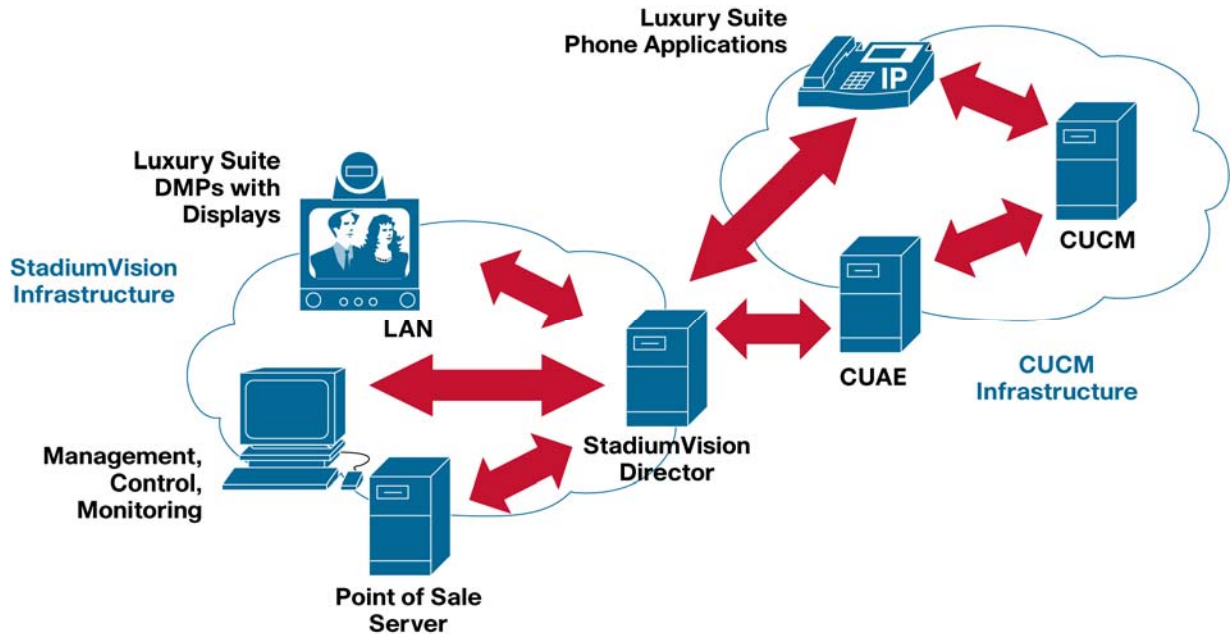 Luxury Suite
Phone Applications
IP
CUCM
Luxury Suite
DMPs with
Displays
StadiumVision
Infrastructure
LAN
CUAE
CUCM
Infrastructure
StadiumVision
Director
Management,
Control,
Monitoring
Point of Sale
Server